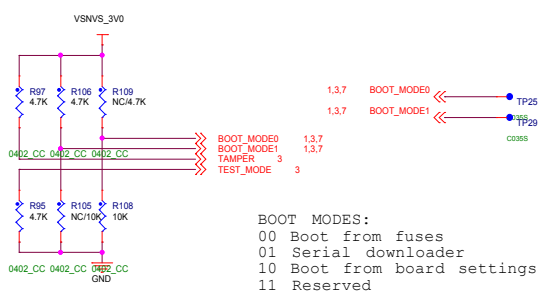 VSNVS_3V0
R97 R106 R109
4.7K 4.7K NC/4.7K
1,3,7 BOOT_MODE0
TP25
1,3,7 BOOT_MODE1
C035S
TP29
C035S
BOOT_MODE0 1,3,7
BOOT_MODE1 1,3,7
0402_CC 0402_CC 0402_CC
TAMPER 3
TEST_MODE 3
R95 R105 R108
4.7K NC/10K 10K
0402_CC 0402_CC 0402_CC
GND
BOOT MODES:
00 Boot from fuses
01 Serial downloader
10 Boot from board settings
11 Reserved